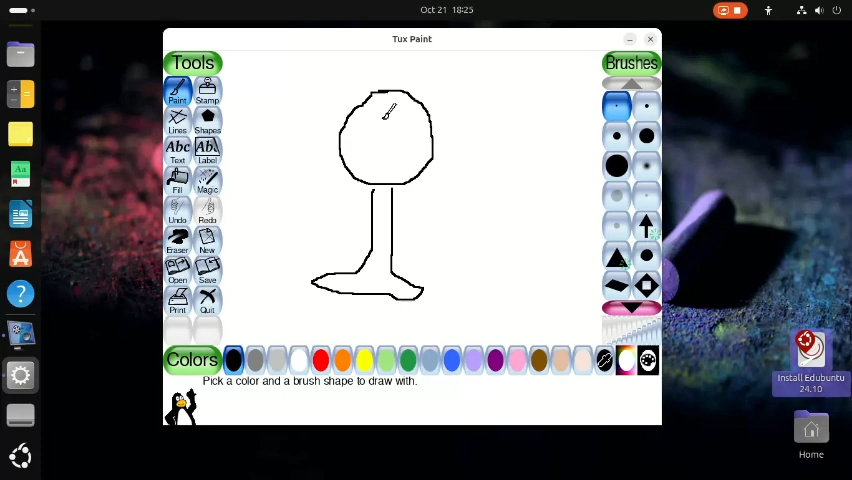 Oct 21 18:25
Tux Paint
Tools
Brushes
Paint
Stamp
Lines
Shapes
Abc
Abc
Text
Label
Fill
Magic
Undo
Redo
Eraser
New
Open
Save
Print
Quit
Colors
Pick a color and a brush shape to draw with.
Aa
A
?
Install Edubuntu
24.10
Home